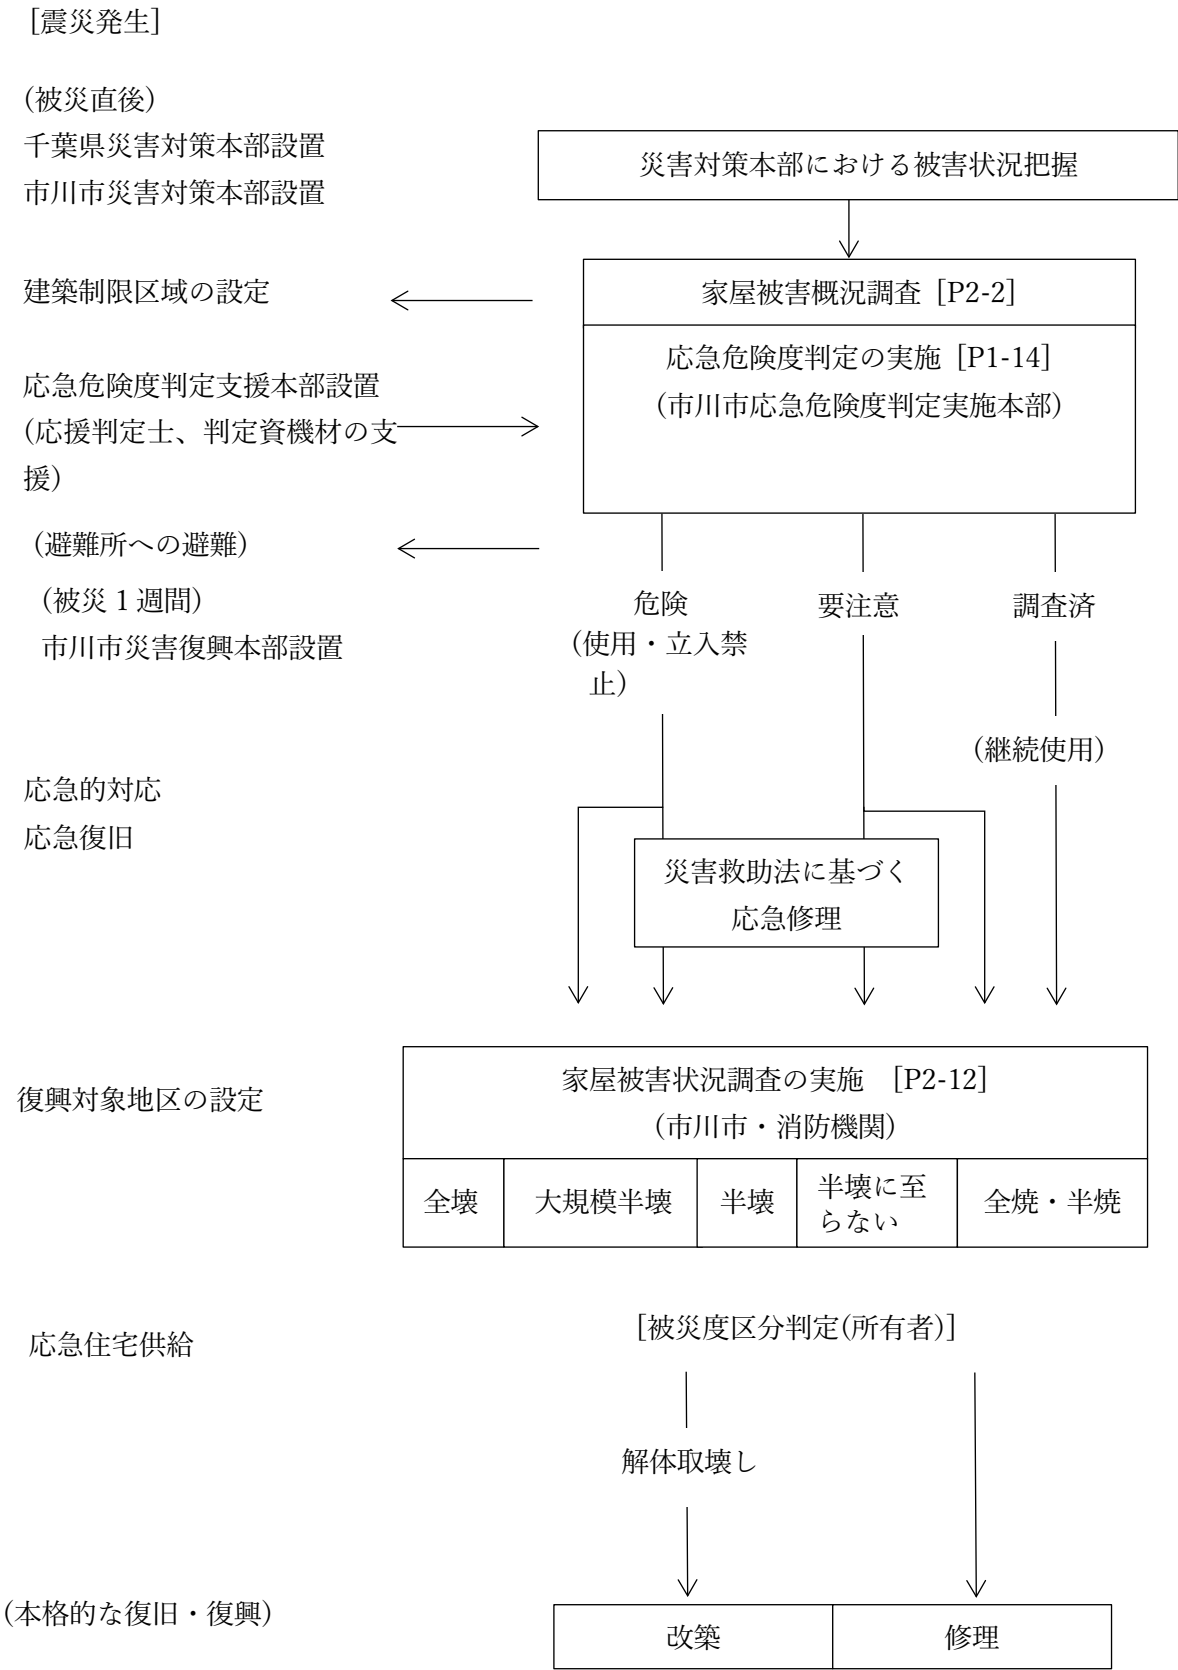 [震災発生]
(被災直後)
千葉県災害対策本部設置
市川市災害対策本部設置
災害対策本部における被害状況把握
建築制限区域の設定
家屋被害概況調査 [P2-2]
応急危険度判定の実施 [P1-14]
(市川市応急危険度判定実施本部)
応急危険度判定支援本部設置
(応援判定士、判定資機材の支
援)
(避難所への避難)
(被災1週間)
市川市災害復興本部設置
危険
(使用・立入禁
止)
要注意
調査済
(継続使用)
応急的対応
応急復旧
災害救助法に基づく
応急修理
復興対象地区の設定
家屋被害状況調査の実施 [P2-12]
(市川市・消防機関)
全壊
大規模半壊
半壊
半壊に至
らない
全焼・半焼
応急住宅供給
[被災度区分判定(所有者)]
解体取壊し
(本格的な復旧・復興)
改築
修理